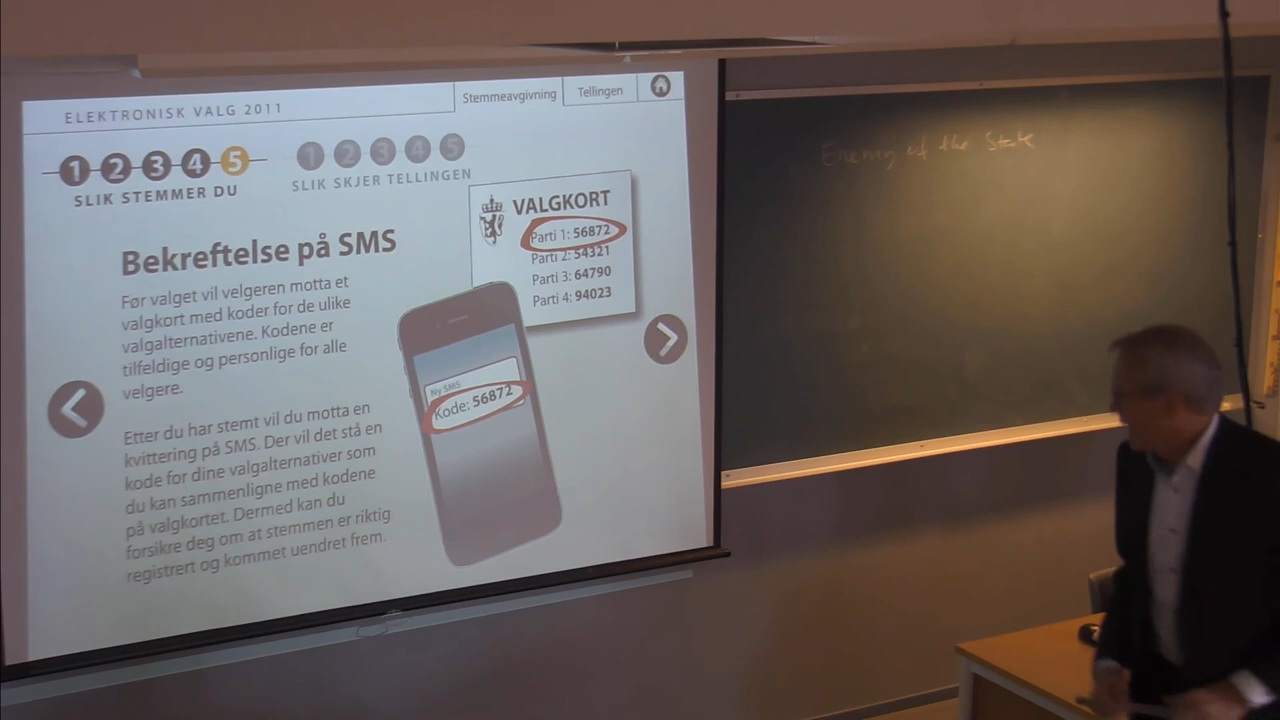 ELEKTRONISK VALG 2011
Stemmeavgivning
Tellingen
1 2 3 4 5
SLIK STEMMER DU
1 2 3 4 5
SLIK SKJER TELLINGEN
VALGKORT
Parti 1: 56872
Parti 2: 54321
Parti 3: 64790
Parti 4: 94023
Bekreftelse på SMS
Før valget vil velgeren motta et
valgkort med koder for de ulike
valgalternativene. Kodene er
tilfeldige og personlige for alle
velgere.
Etter du har stemt vil du motta en
kvittering på SMS. Der vil det stå en
kode for dine valgalternativer som
du kan sammenligne med kodene
på valgkortet. Dermed kan du
forsikre deg om at stemmen er riktig
registrert og kommet uendret frem.
Ny SMS
Kode: 56872
Enemy of the State